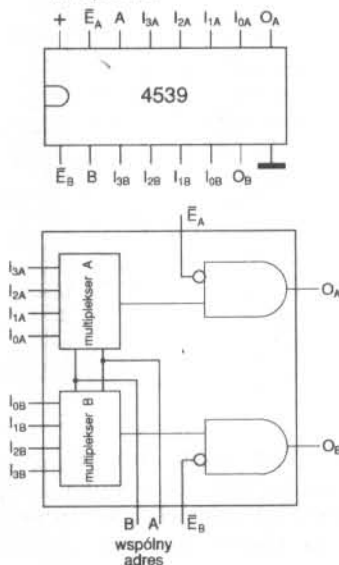 + E̅A A I3A I2A I1A I0A OA
4539
E̅B B I3B I2B I1B I0B OB
E̅A
I3A
I2A
I1A
I0A
multiplekser A
OA
I0B
I1B
I2B
I3B
multiplekser B
OB
B A E̅B
wspólny
adres